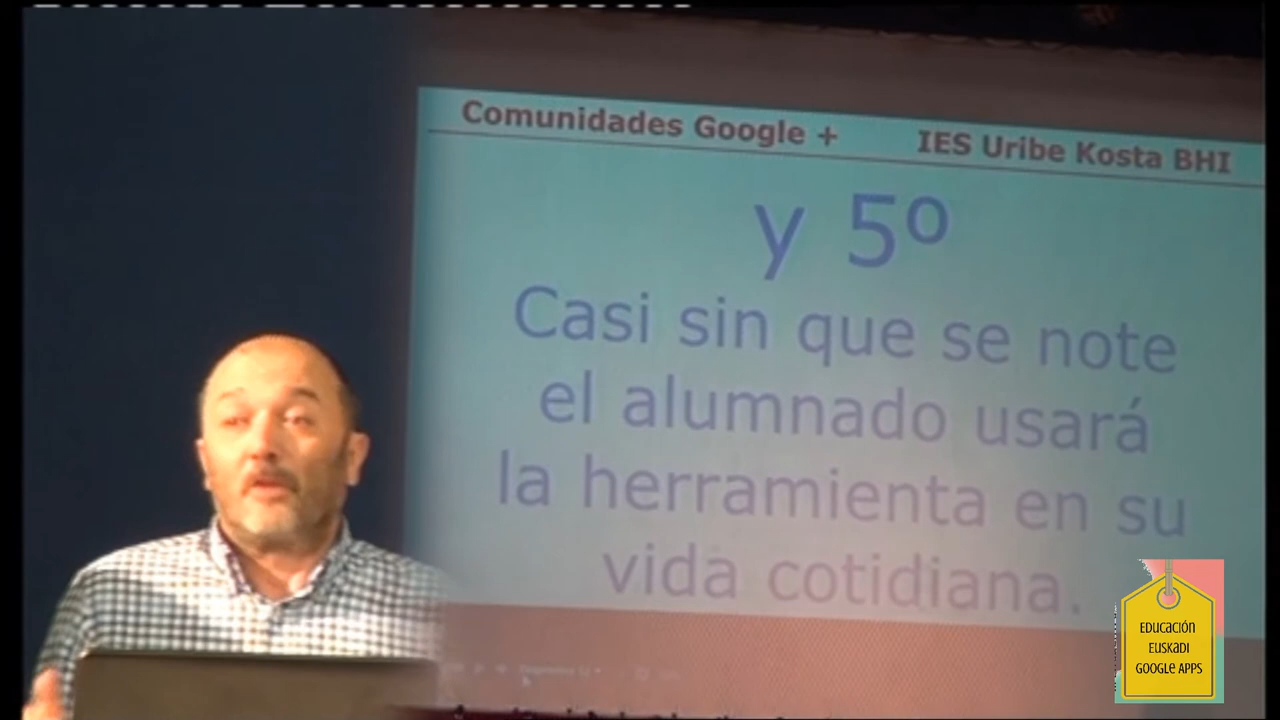 Comunidades Google +
IES Uribe Kosta BHI
y 5º
Casi sin que se note
el alumnado usará
la herramienta en su
vida cotidiana.
Educación
Euskadi
Google Apps